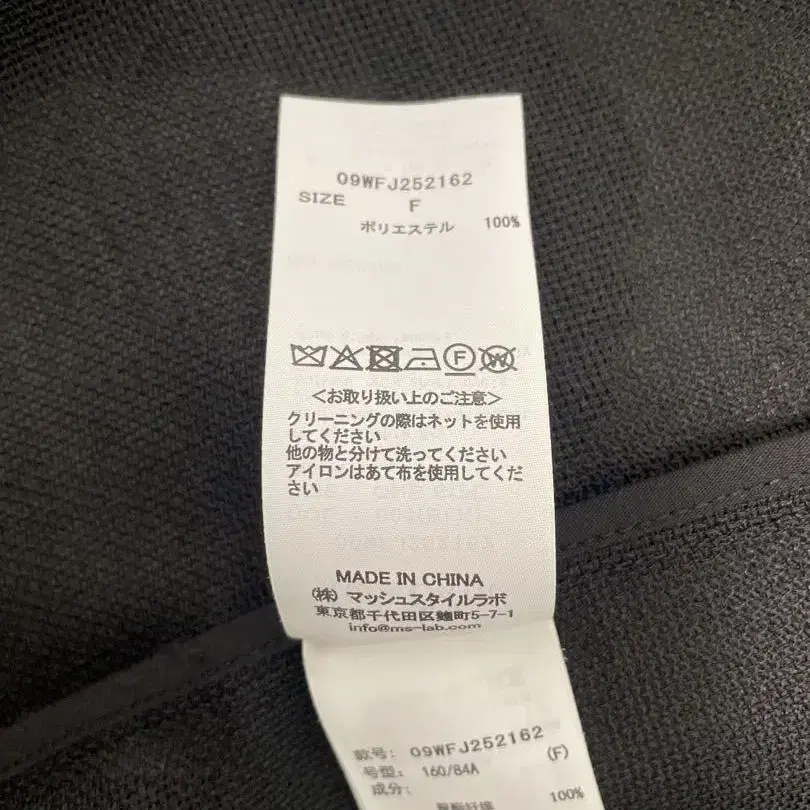 09WFJ252162
SIZE F
ポリエステル 100%
F
W
<お取り扱い上のご注意>
クリーニングの際はネットを使用
してください
他の物と分けて洗ってください
アイロンはあて布を使用してくだ
さい
MADE IN CHINA
(株) マッシュスタイルラボ
東京都千代田区麹町5-7-1
info@ms-lab.com
款号: 09WFJ252162
号型: 160/84A (F)
成分: 100%
聚酯纤维